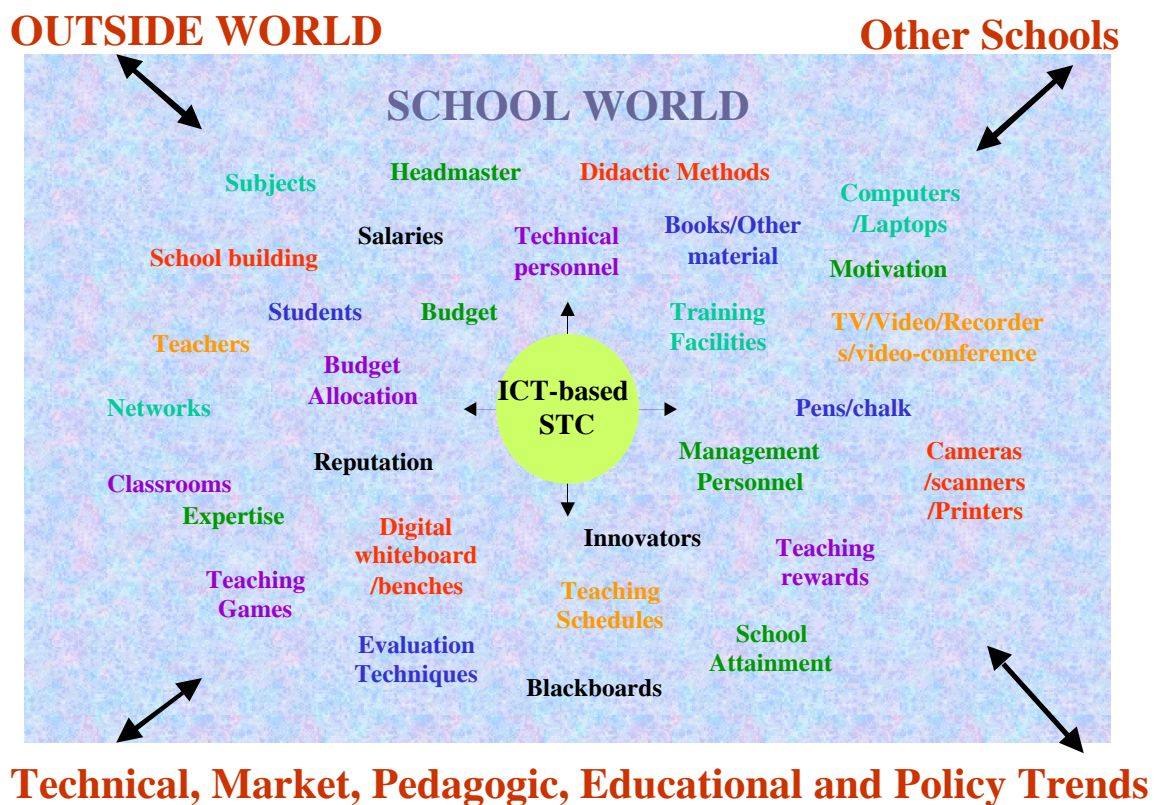 OUTSIDE WORLD
Other Schools
SCHOOL WORLD
Subjects
Headmaster
Didactic Methods
Computers
/Laptops
Salaries
Technical
personnel
Books/Other
material
School building
Motivation
Students
Budget
Training
Facilities
TV/Video/Recorder
s/video-conference
Teachers
Budget
Allocation
ICT-based
STC
Networks
Pens/chalk
Reputation
Management
Personnel
Cameras
/scanners
/Printers
Classrooms
Expertise
Digital
whiteboard
/benches
Innovators
Teaching
rewards
Teaching
Games
Teaching
Schedules
Evaluation
Techniques
School
Attainment
Blackboards
Technical, Market, Pedagogic, Educational and Policy Trends